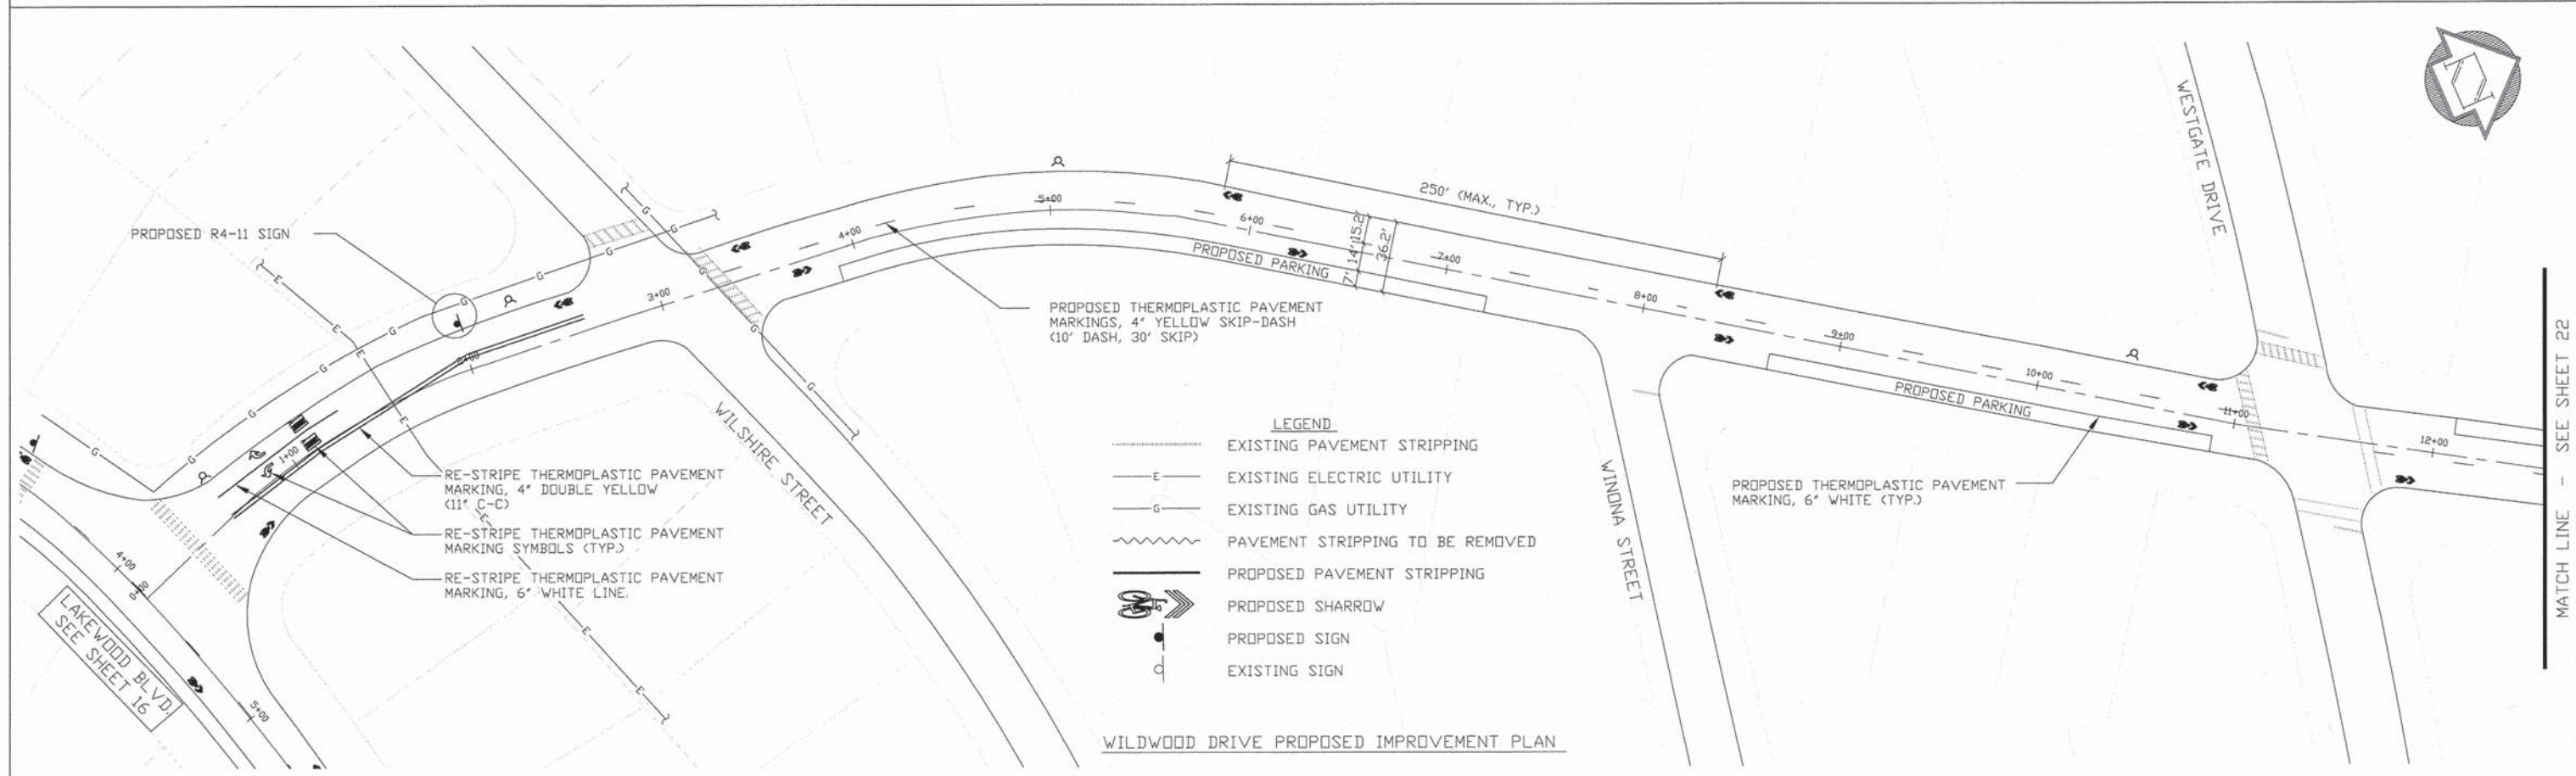 PROPOSED R4-11 SIGN
WESTGATE DRIVE
250' (MAX., TYP.)
5+00
6+00
4+00
7+00
3+00
8+00
9+00
10+00
11+00
12+00
2+00
1+00
15.2'
14'
7'
36.2'
PROPOSED PARKING
PROPOSED THERMOPLASTIC PAVEMENT
MARKINGS, 4" YELLOW SKIP-DASH
(10' DASH, 30' SKIP)
PROPOSED PARKING
WILSHIRE STREET
WINONA STREET
RE-STRIPE THERMOPLASTIC PAVEMENT
MARKING, 4" DOUBLE YELLOW
(11" C-C)
RE-STRIPE THERMOPLASTIC PAVEMENT
MARKING SYMBOLS (TYP.)
RE-STRIPE THERMOPLASTIC PAVEMENT
MARKING, 6" WHITE LINE.
PROPOSED THERMOPLASTIC PAVEMENT
MARKING, 6" WHITE (TYP.)
LEGEND
EXISTING PAVEMENT STRIPPING
E EXISTING ELECTRIC UTILITY
G EXISTING GAS UTILITY
PAVEMENT STRIPPING TO BE REMOVED
PROPOSED PAVEMENT STRIPPING
PROPOSED SHARROW
PROPOSED SIGN
EXISTING SIGN
4+00
0+00
5+00
LAKEWOOD BLVD.
SEE SHEET 16
MATCH LINE - SEE SHEET 22
WILDWOOD DRIVE PROPOSED IMPROVEMENT PLAN